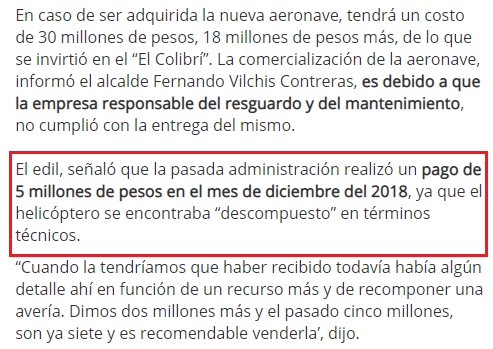 En caso de ser adquirida la nueva aeronave, tendrá un costo
de 30 millones de pesos, 18 millones de pesos más, de lo que
se invirtió en el “El Colibrí”. La comercialización de la aeronave,
informó el alcalde Fernando Vilchis Contreras, es debido a que
la empresa responsable del resguardo y del mantenimiento,
no cumplió con la entrega del mismo.
El edil, señaló que la pasada administración realizó un pago de
5 millones de pesos en el mes de diciembre del 2018, ya que el
helicóptero se encontraba “descompuesto” en términos
técnicos.
“Cuando la tendríamos que haber recibido todavía había algún
detalle ahí en función de un recurso más y de recomponer una
avería. Dimos dos millones más y el pasado cinco millones,
son ya siete y es recomendable venderla’, dijo.